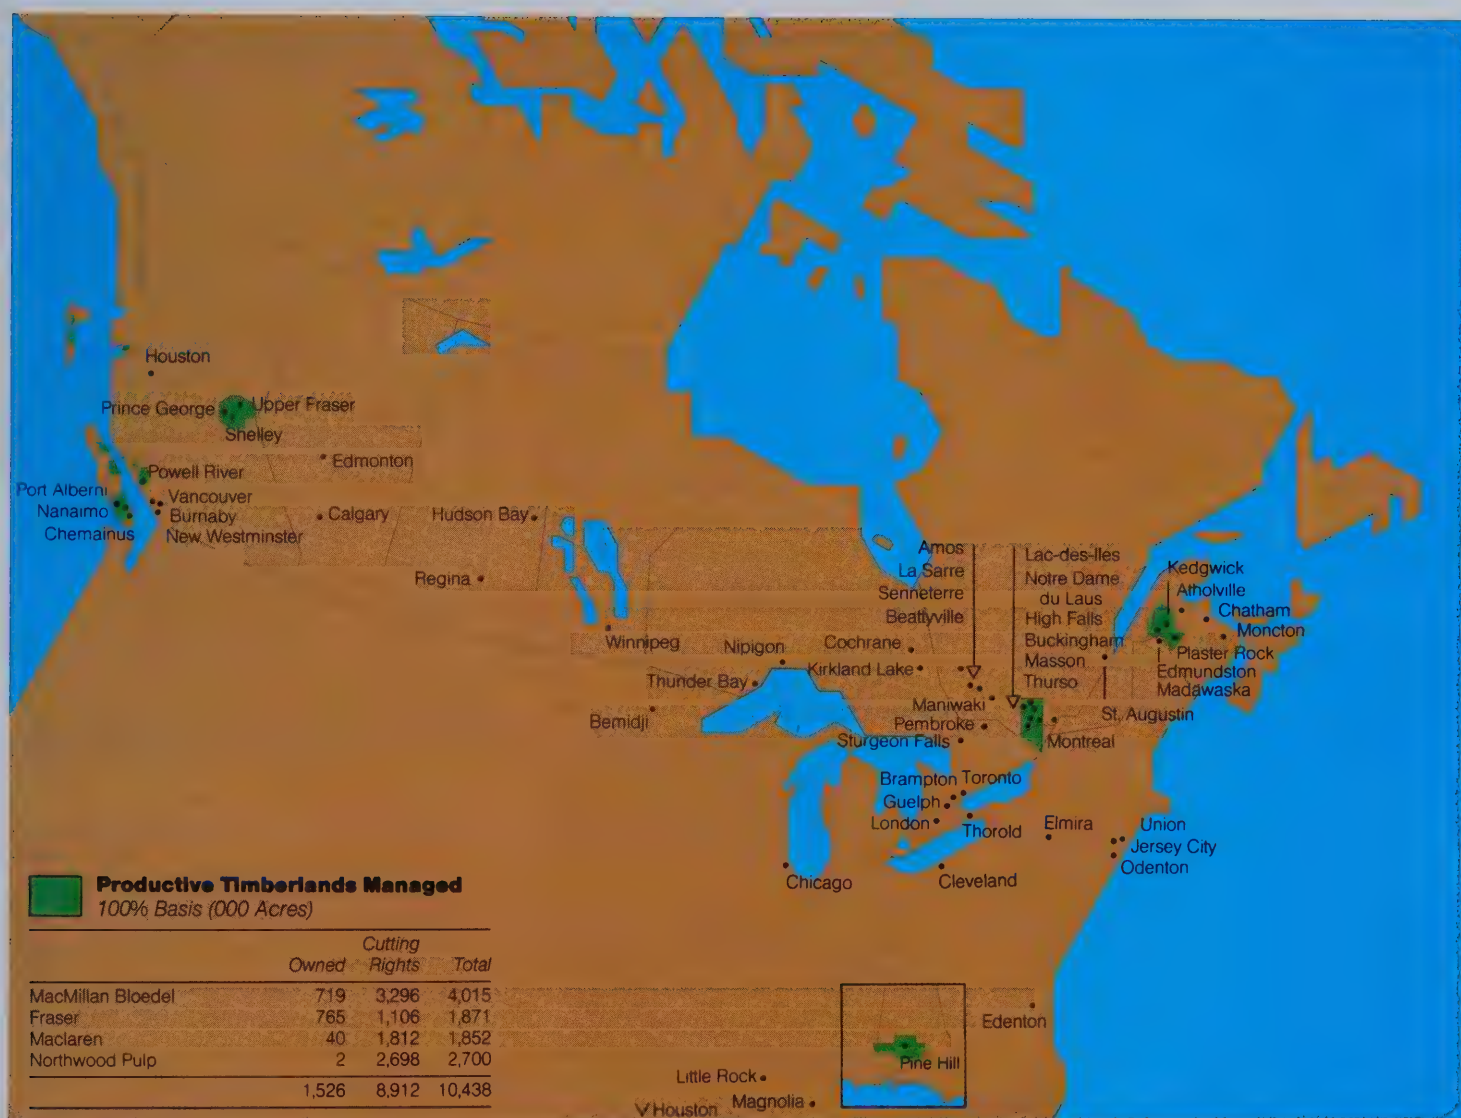 Houston
Prince George
Upper Fraser
Shelley
Edmonton
Powell River
Port Alberni
Vancouver
Nanaimo
Burnaby
Chemainus
New Westminster
Calgary
Hudson Bay
Regina
Winnipeg
Nipigon
Cochrane
Thunder Bay
Kirkland Lake
Bemidji
Amos
La Sarre
Senneterre
Beattyville
Lac-des-Iles
Notre Dame
du Laus
High Falls
Buckingham
Masson
Thurso
Kedgwick
Atholville
Chatham
Moncton
Plaster Rock
Edmundston
Madawaska
St. Augustin
Maniwaki
Pembroke
Sturgeon Falls
Montreal
Brampton Toronto
Guelph
London
Thorold
Elmira
Union
Jersey City
Odenton
Chicago
Cleveland
Productive Timberlands Managed
100% Basis (000 Acres)
Cutting
Owned Rights Total
MacMillan Bloedel 719 3,296 4,015
Fraser 765 1,106 1,871
Maclaren 40 1,812 1,852
Northwood Pulp 2 2,698 2,700
1,526 8,912 10,438
Edenton
Pine Hill
Little Rock
Magnolia
Houston